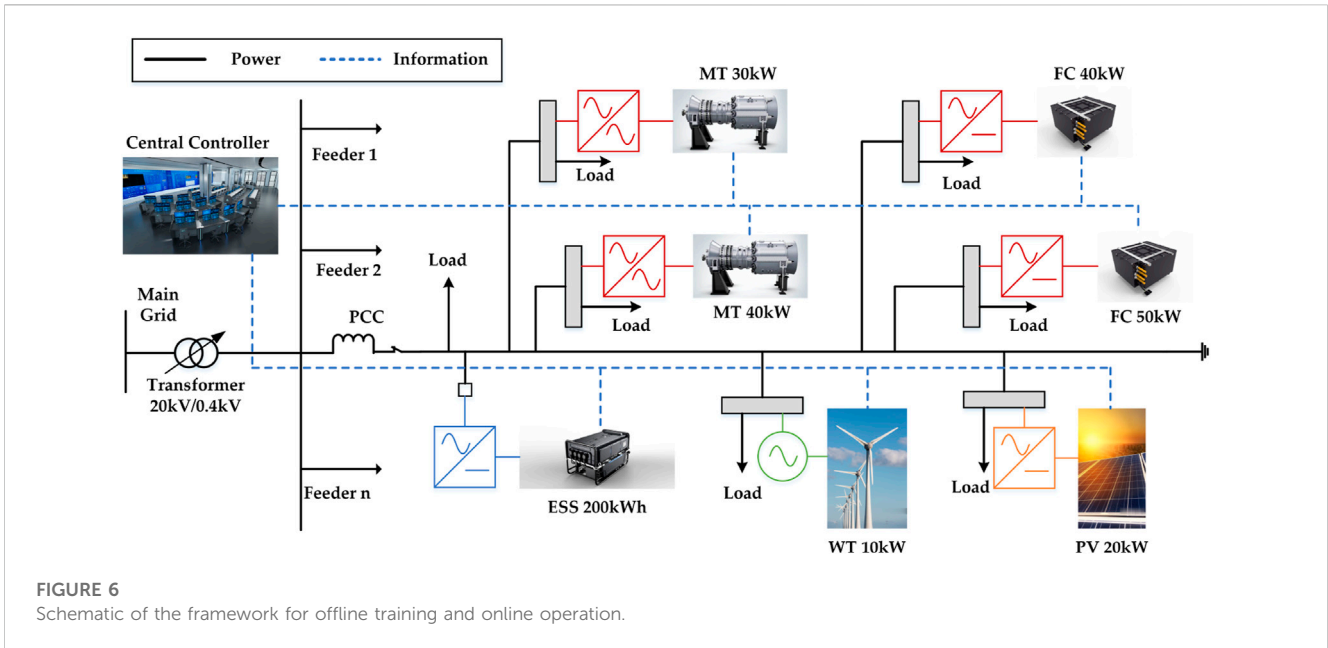 Power
Information
MT 30kW
FC 40kW
Central Controller
Feeder 1
Load
Load
Feeder 2
Load
MT 40kW
FC 50kW
Load
Load
Main
Grid
PCC
Transformer
20kV/0.4kV
Feeder n
ESS 200kWh
Load
WT 10kW
Load
PV 20kW
FIGURE 6
Schematic of the framework for offline training and online operation.